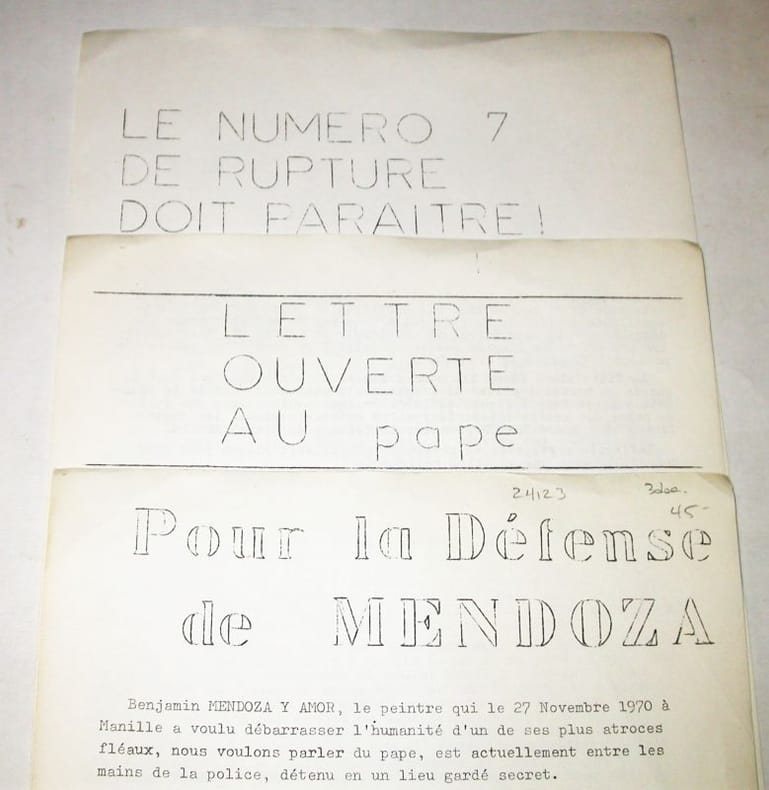 LE NUMERO 7
DE RUPTURE
DOIT PARAITRE!
LETTRE
OUVERTE
AU pape
24123
45-
Pour la Défense
de MENDOZA
Benjamin MENDOZA Y AMOR, le peintre qui le 27 Novembre 1970 à
Manille a voulu débarrasser l'humanité d'un de ses plus atroces
fléaux, nous voulons parler du pape, est actuellement entre les
mains de la police, détenu en un lieu gardé secret.